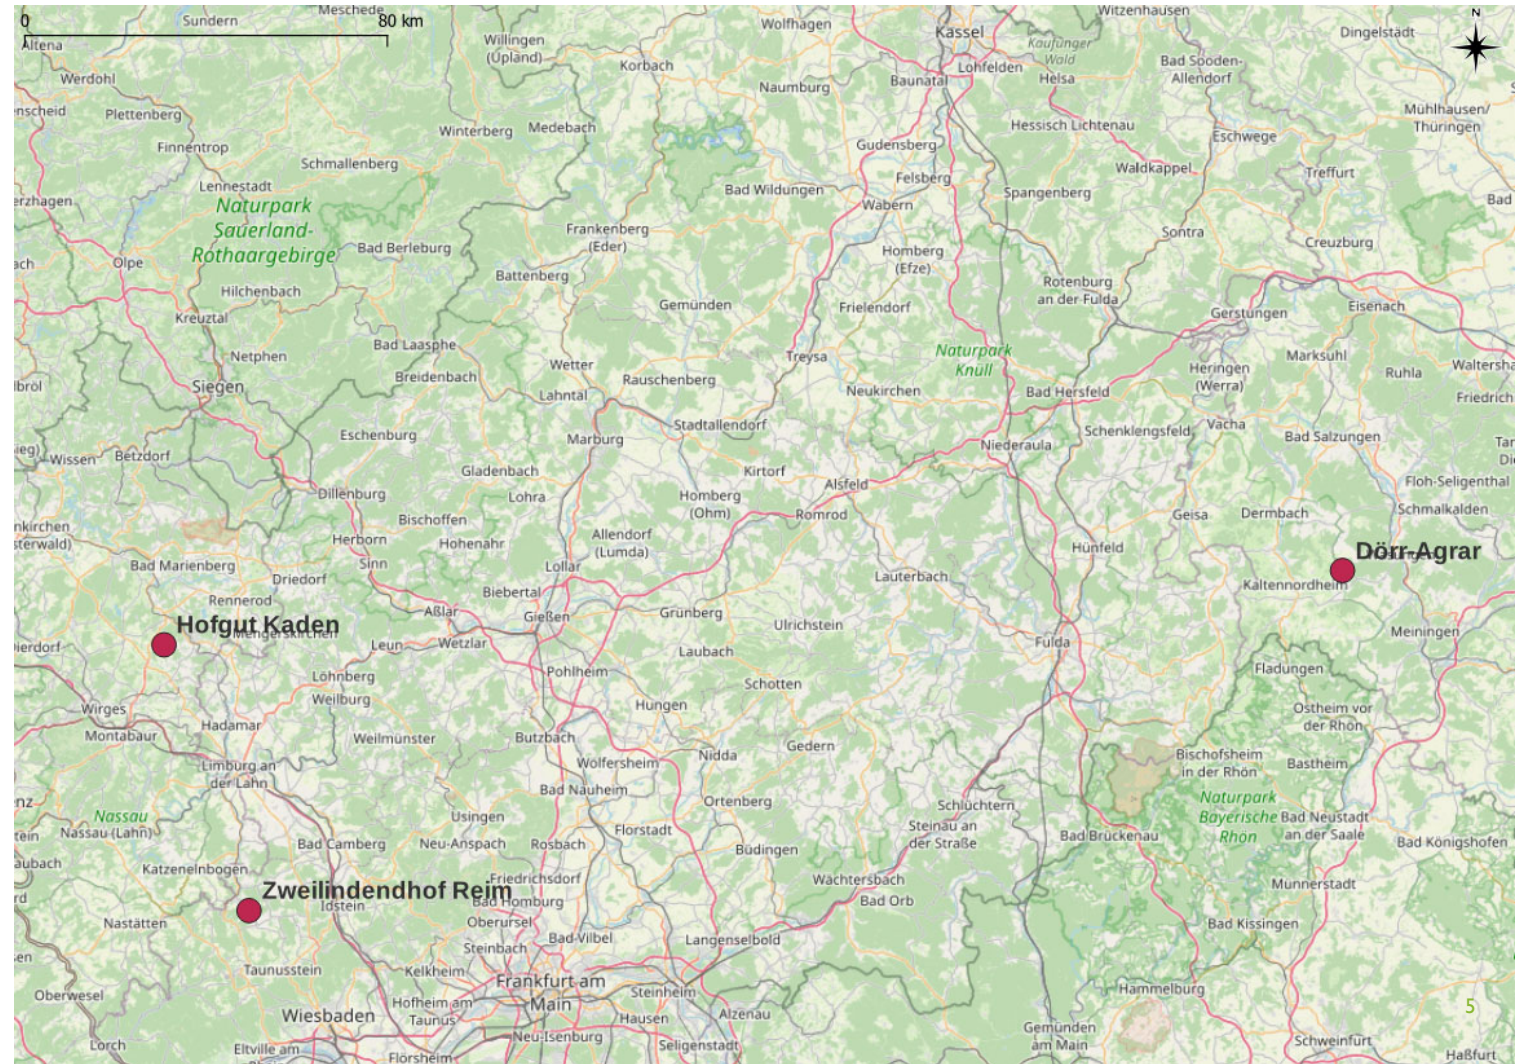 0
80 km
N
Altena
Sundern
Meschede
Willingen
(Upland)
Wolfhagen
Kassel
Kaufunger
Wald
Witzenhausen
Dingelstädt
Werdohl
Korbach
Naumburg
Baunatal
Lohfelden
Helsa
Bad Sooden-
Allendorf
Plettenberg
Winterberg
Medebach
Hessisch Lichtenau
Eschwege
Mühlhausen/
Thüringen
Finnentrop
Schmallenberg
Gudensberg
Waldkappel
Treffurt
Lennestadt
Bad Wildungen
Felsberg
Wabern
Spangenberg
Bad
Naturpark
Sauerland-
Rothaargebirge
Bad Berleburg
Frankenberg
(Eder)
Homberg
(Efze)
Sontra
Creuzburg
Olpe
Hilchenbach
Battenberg
Gemünden
Frielendorf
Rotenburg
an der Fulda
Gerstungen
Eisenach
Kreuztal
Netphen
Bad Laasphe
Breidenbach
Wetter
Rauschenberg
Treysa
Naturpark
Knüll
Marksuhl
Ruhla
Siegen
Lahntal
Neukirchen
Bad Hersfeld
Heringen
(Werra)
Wissen
Betzdorf
Eschenburg
Marburg
Stadtallendorf
Niederaula
Schenklengsfeld
Vacha
Bad Salzungen
Dillenburg
Gladenbach
Lohra
Homberg
(Ohm)
Kirtorf
Alsfeld
Romrod
Floh-Seligenthal
Schmalkalden
Herborn
Sinn
Bischoffen
Hohenahr
Allendorf
(Lumda)
Hünfeld
Geisa
Dermbach
Bad Marienberg
Driedorf
Rennerod
Lollar
Biebertal
Lauterbach
Dörr-Agrar
Kaltennordheim
Hofgut Kaden
Mengerskirchen
Aßlar
Gießen
Grünberg
Ulrichstein
Leun
Wetzlar
Laubach
Fulda
Meiningen
Löhnberg
Weilburg
Pohlheim
Schotten
Fladungen
Wirges
Montabaur
Hadamar
Weilmünster
Butzbach
Hungen
Ostheim vor
der Rhön
Limburg an
der Lahn
Wölfersheim
Nidda
Gedern
Bischofsheim
in der Rhön
Bastheim
Nassau
Nassau (Lahn)
Bad Nauheim
Ortenberg
Schlüchtern
Naturpark
Bayerische
Rhön
Bad Neustadt
an der Saale
Bad Camberg
Usingen
Neu-Anspach
Rosbach
Florstadt
Büdingen
Steinau an
der Straße
Bad Brückenau
Bad Königshofen
Katzenelnbogen
Zweilindendhof Reim
Friedrichsdorf
Wächtersbach
Bad Orb
Münnerstadt
Nastätten
Idstein
Bad Homburg
Oberursel
Steinbach
Bad Vilbel
Langenselbold
Bad Kissingen
Taunusstein
Kelkheim
Frankfurt am
Main
Steinheim
Hammelburg
Oberwesel
Wiesbaden
Hofheim am
Taunus
Hausen
Alzenau
5
Lorch
Eltville am
Flörsheim
Neu-Isenburg
Seligenstadt
Gemünden
am Main
Schweinfurt
Haßfurt